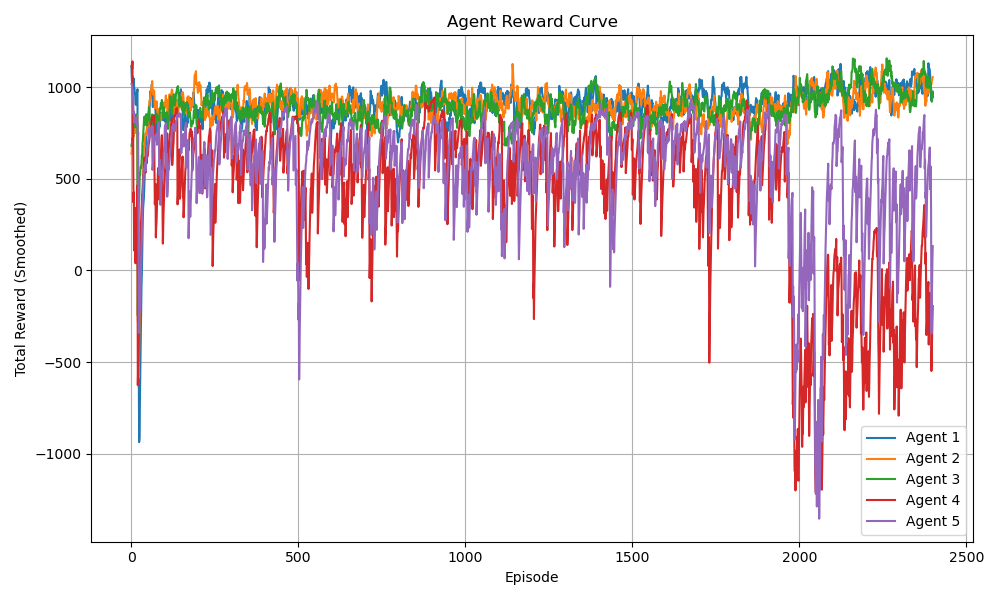 Agent Reward Curve
Total Reward (Smoothed)
1000
500
0
−500
−1000
0 500 1000 1500 2000 2500
Episode
Agent 1
Agent 2
Agent 3
Agent 4
Agent 5